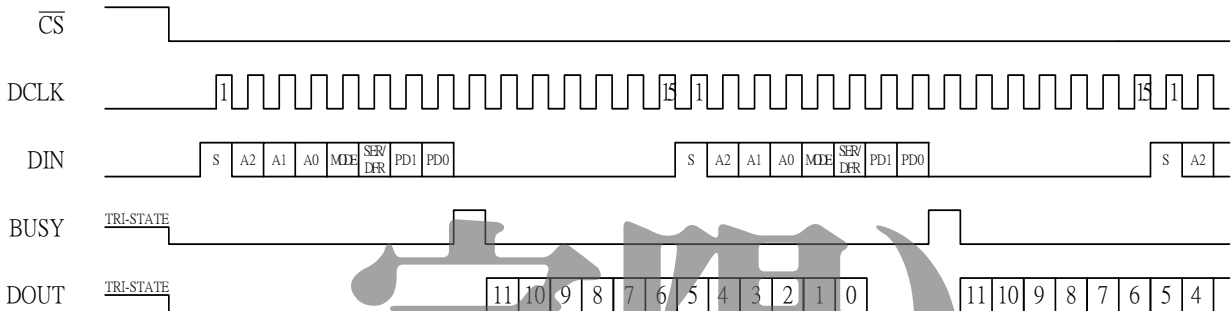 CS
DCLK 1 15 1 15 1
DIN S A2 A1 A0 MODE SER/DFR PD1 PD0 S A2 A1 A0 MODE SER/DFR PD1 PD0 S A2
BUSY TRI-STATE
DOUT TRI-STATE 11 10 9 8 7 6 5 4 3 2 1 0 11 10 9 8 7 6 5 4